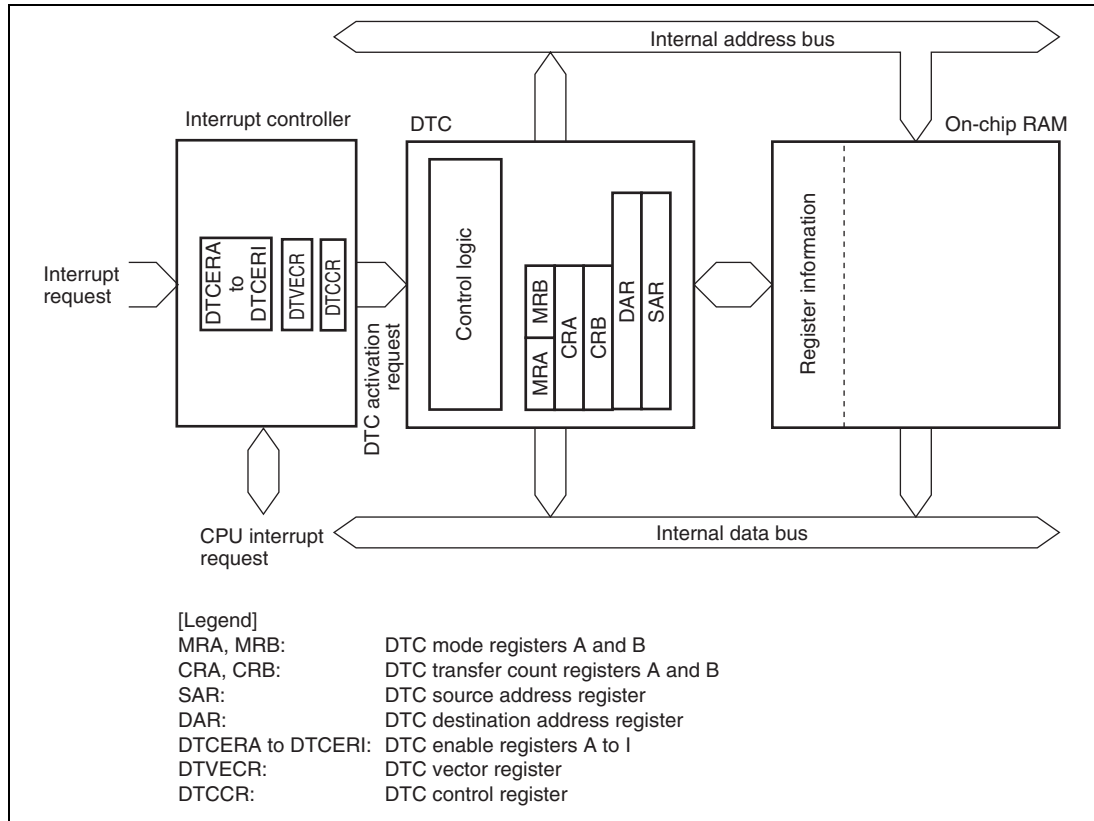 Internal address bus
Interrupt controller
DTC
On-chip RAM
Interrupt
request
DTCERA
to
DTCERI
DTVECR
DTCCR
DTC activation
request
Control logic
MRA
MRB
CRA
CRB
DAR
SAR
Register information
CPU interrupt
request
Internal data bus
[Legend]
MRA, MRB: DTC mode registers A and B
CRA, CRB: DTC transfer count registers A and B
SAR: DTC source address register
DAR: DTC destination address register
DTCERA to DTCERI: DTC enable registers A to I
DTVECR: DTC vector register
DTCCR: DTC control register